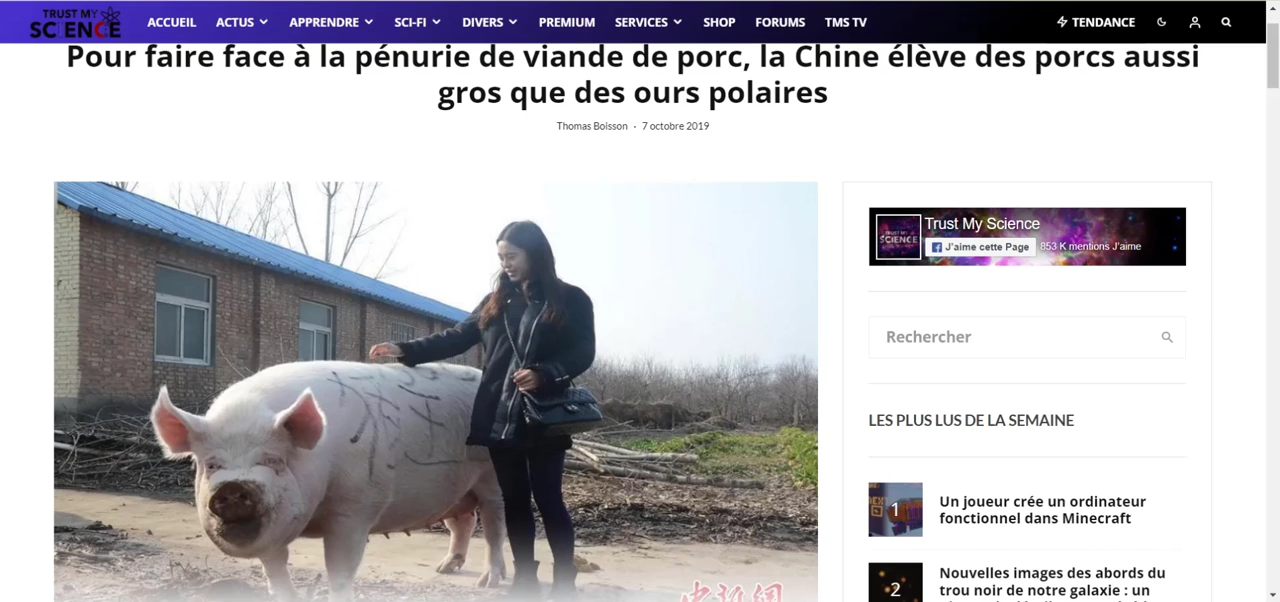 TRUST MY
SCIENCE
ACCUEIL
ACTUS
APPRENDRE
SCI-FI
DIVERS
PREMIUM
SERVICES
SHOP
FORUMS
TMS TV
TENDANCE
Pour faire face à la pénurie de viande de porc, la Chine élève des porcs aussi
gros que des ours polaires
Thomas Boisson · 7 octobre 2019
TRUST MY
SCIENCE
Trust My Science
J'aime cette Page
853 K mentions J'aime
Rechercher
LES PLUS LUS DE LA SEMAINE
1
Un joueur crée un ordinateur
fonctionnel dans Minecraft
2
Nouvelles images des abords du
trou noir de notre galaxie : un